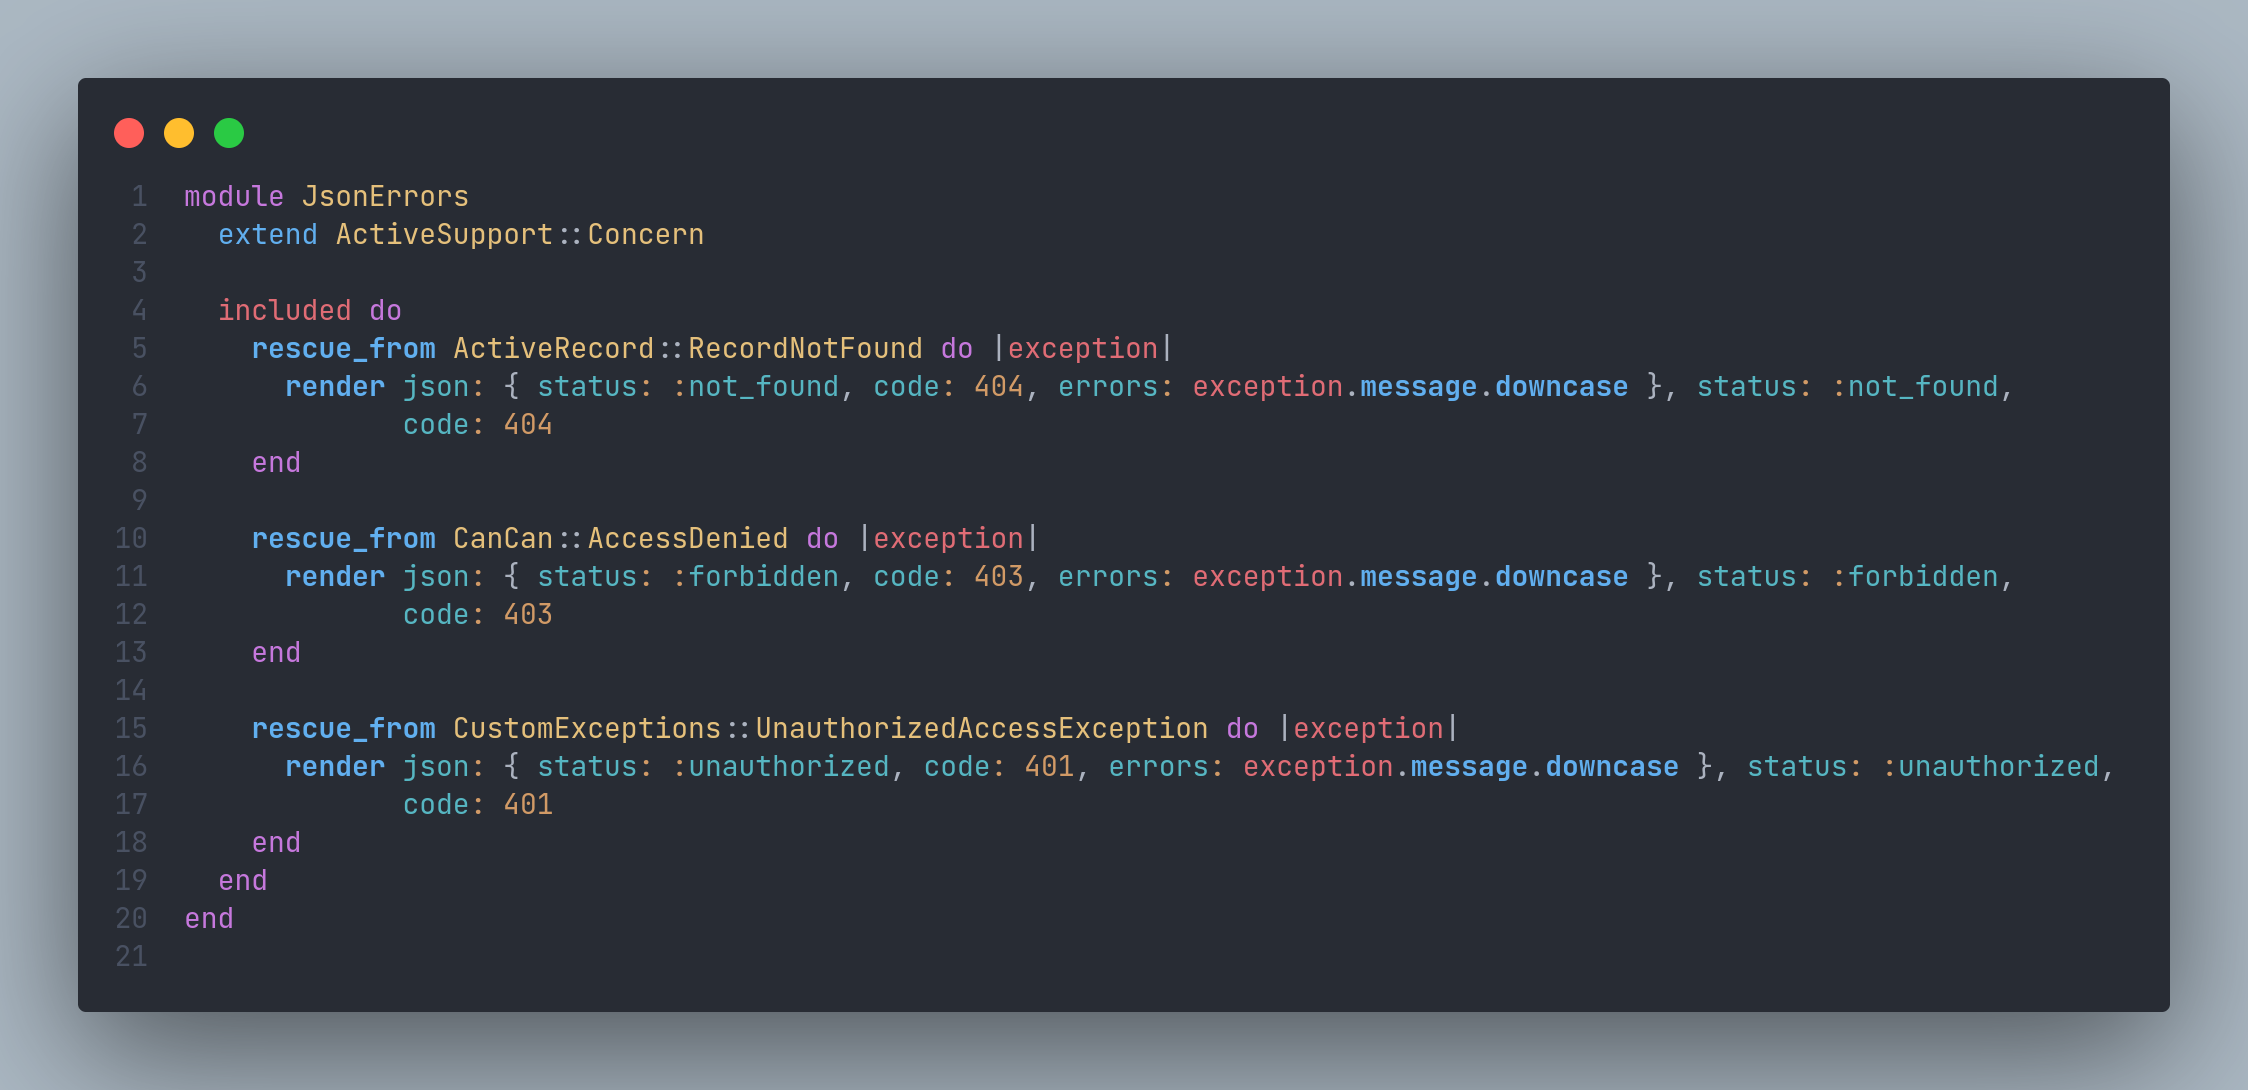 1 module JsonErrors
2   extend ActiveSupport::Concern
3
4   included do
5     rescue_from ActiveRecord::RecordNotFound do |exception|
6       render json: { status: :not_found, code: 404, errors: exception.message.downcase }, status: :not_found,
7              code: 404
8     end
9
10     rescue_from CanCan::AccessDenied do |exception|
11       render json: { status: :forbidden, code: 403, errors: exception.message.downcase }, status: :forbidden,
12              code: 403
13     end
14
15     rescue_from CustomExceptions::UnauthorizedAccessException do |exception|
16       render json: { status: :unauthorized, code: 401, errors: exception.message.downcase }, status: :unauthorized,
17              code: 401
18     end
19   end
20 end
21